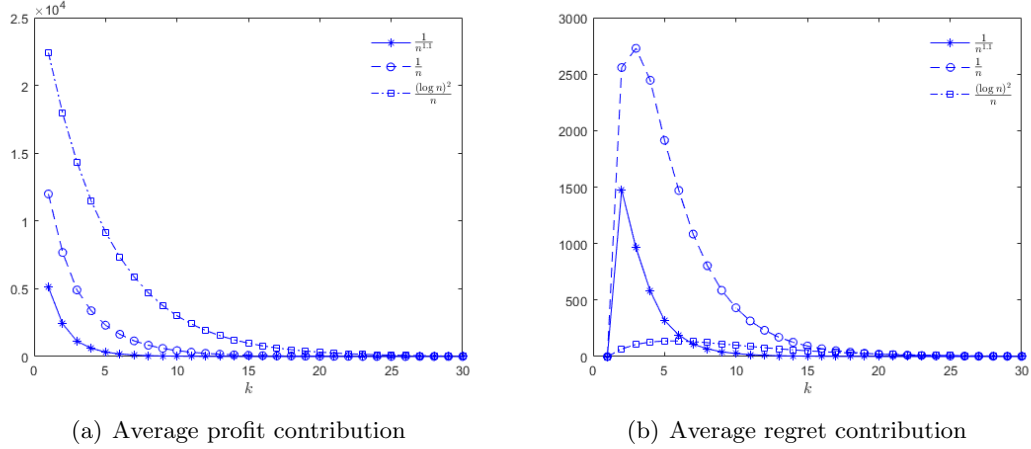 ×10⁴
2.5
2
1.5
1
0.5
0
0 5 10 15 20 25 30
k
1/n^{1.1}
1/n
(log n)²/n
(a) Average profit contribution
3000
2500
2000
1500
1000
500
0
0 5 10 15 20 25 30
k
1/n^{1.1}
1/n
(log n)²/n
(b) Average regret contribution